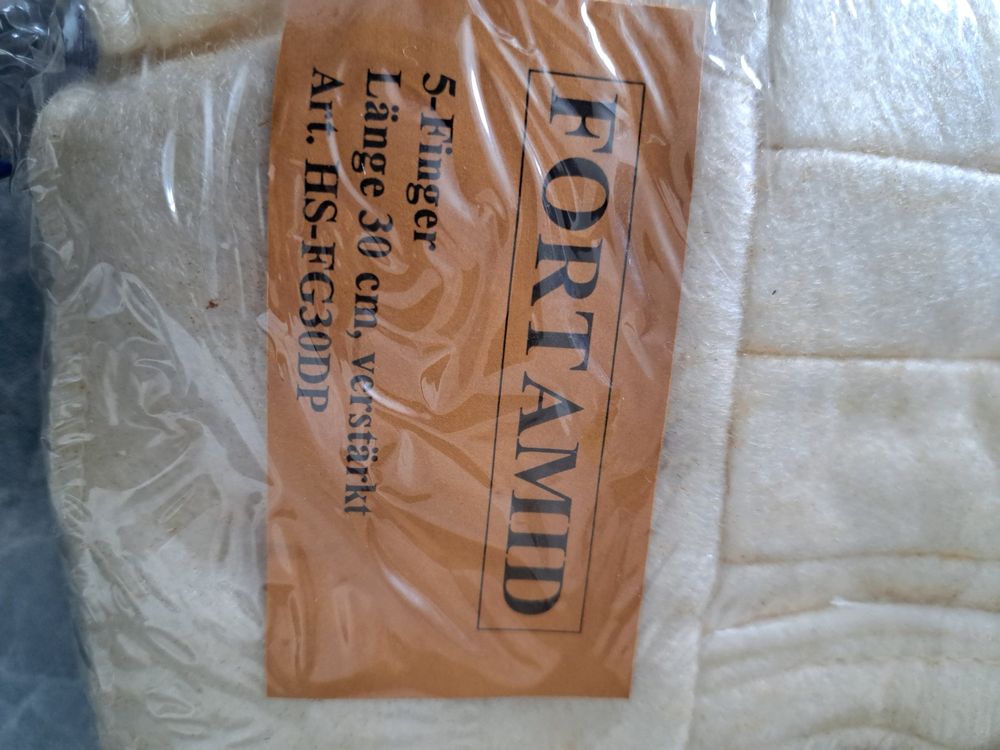 FORTAMID
5-Finger
Länge 30 cm, verstärkt
Art. HS-FG30DP